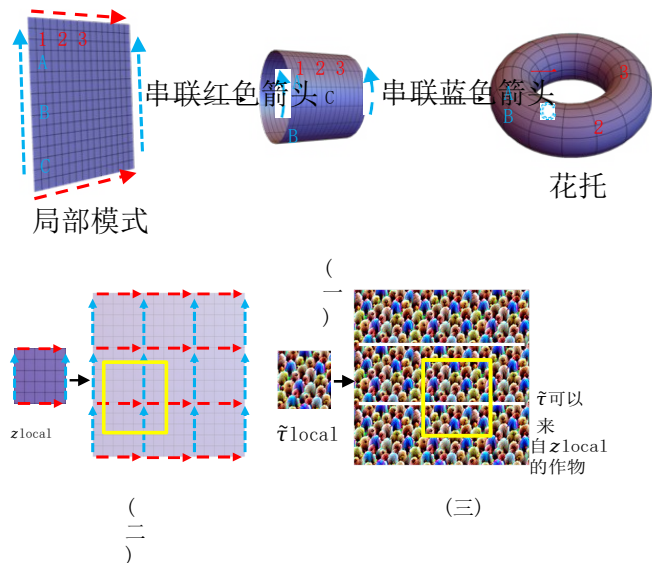 1 2 3
A
B
C
局部模式
串联红色箭头
1 2 3
C
B
串联蓝色箭头
A
B
3
2
花托
(
一
)
zlocal
τ̃local
τ̃可以
来
自zlocal
的作物
(
二
)
(三)